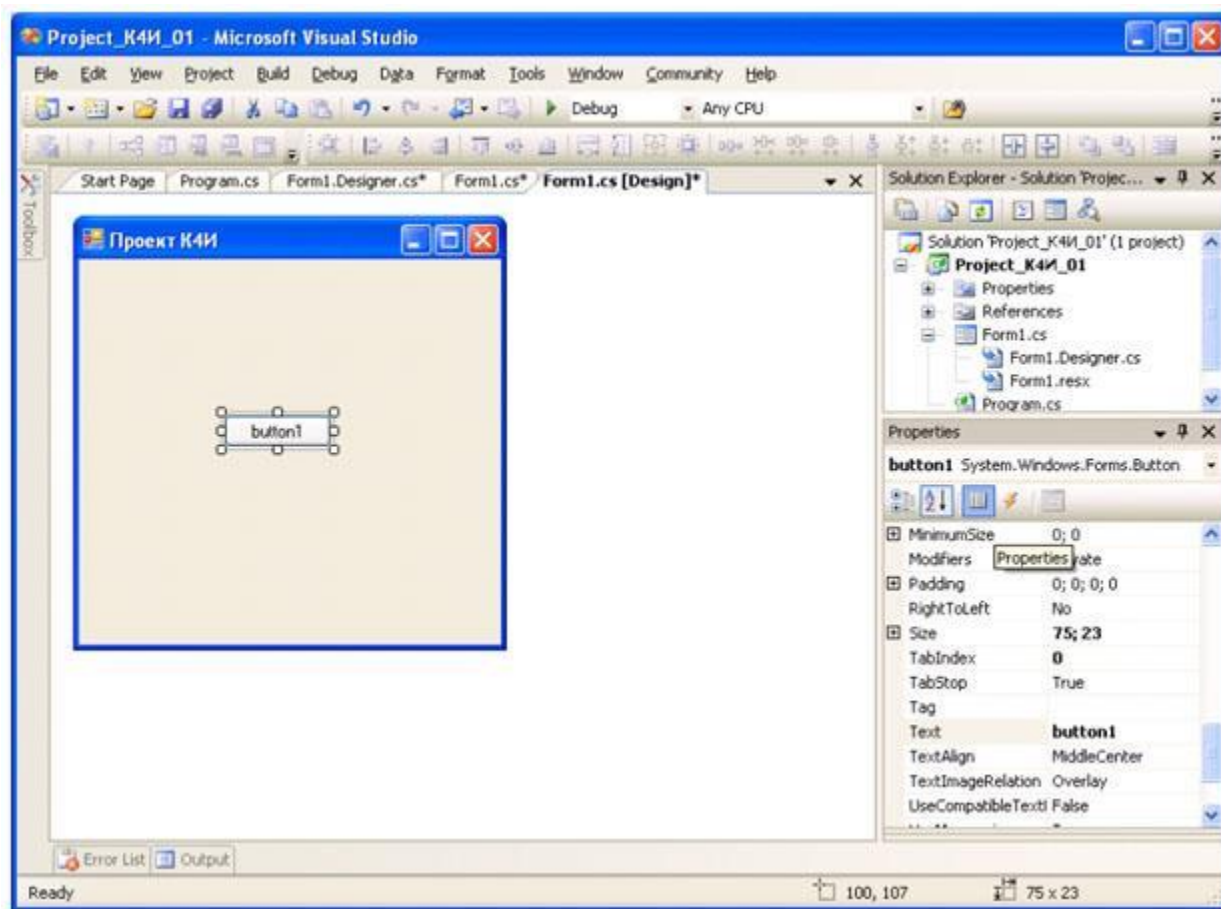 Project_К4И_01 - Microsoft Visual Studio
File Edit View Project Build Debug Data Format Tools Window Community Help
Debug Any CPU
Toolbox
Start Page Program.cs Form1.Designer.cs* Form1.cs* Form1.cs [Design]*
Проект К4И
button1
Solution Explorer - Solution 'Projec...
Solution 'Project_К4И_01' (1 project)
Project_К4И_01
Properties
References
Form1.cs
Form1.Designer.cs
Form1.resx
Program.cs
Properties
button1 System.Windows.Forms.Button
MinimumSize 0; 0
Modifiers
Properties
Padding 0; 0; 0; 0
RightToLeft No
Size 75; 23
TabIndex 0
TabStop True
Tag
Text button1
TextAlign MiddleCenter
TextImageRelation Overlay
UseCompatibleText False
Error List Output
Ready 100, 107 75 x 23